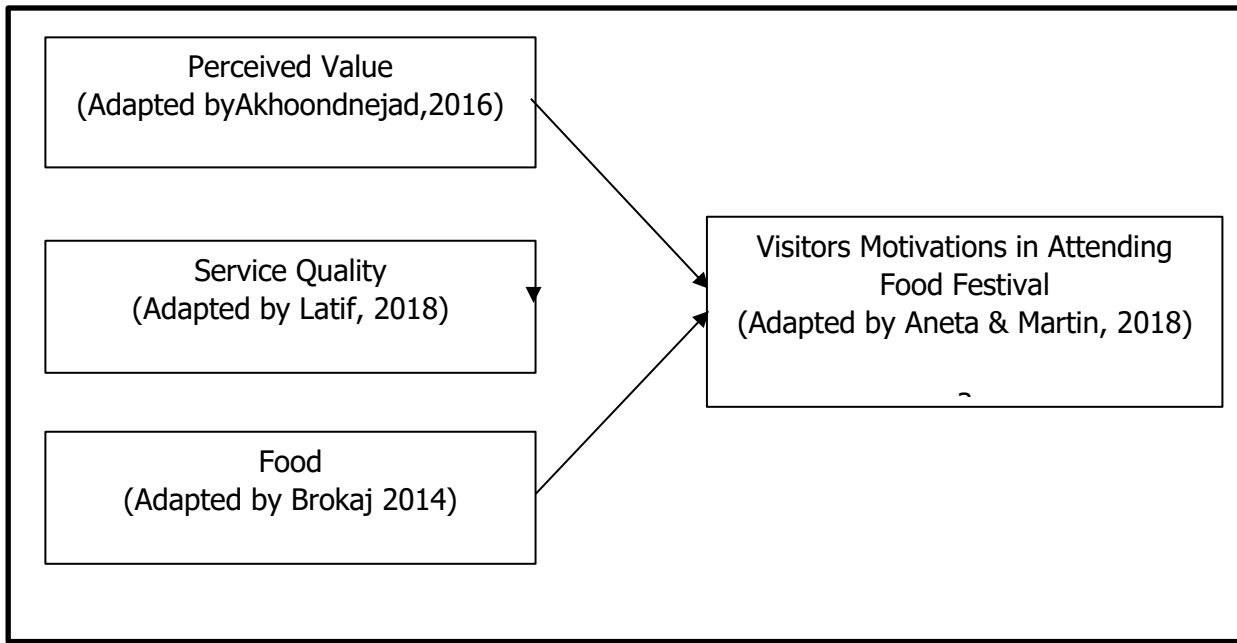 Perceived Value
(Adapted byAkhoondnejad,2016)
Service Quality
(Adapted by Latif, 2018)
Food
(Adapted by Brokaj 2014)
Visitors Motivations in Attending
Food Festival
(Adapted by Aneta & Martin, 2018)